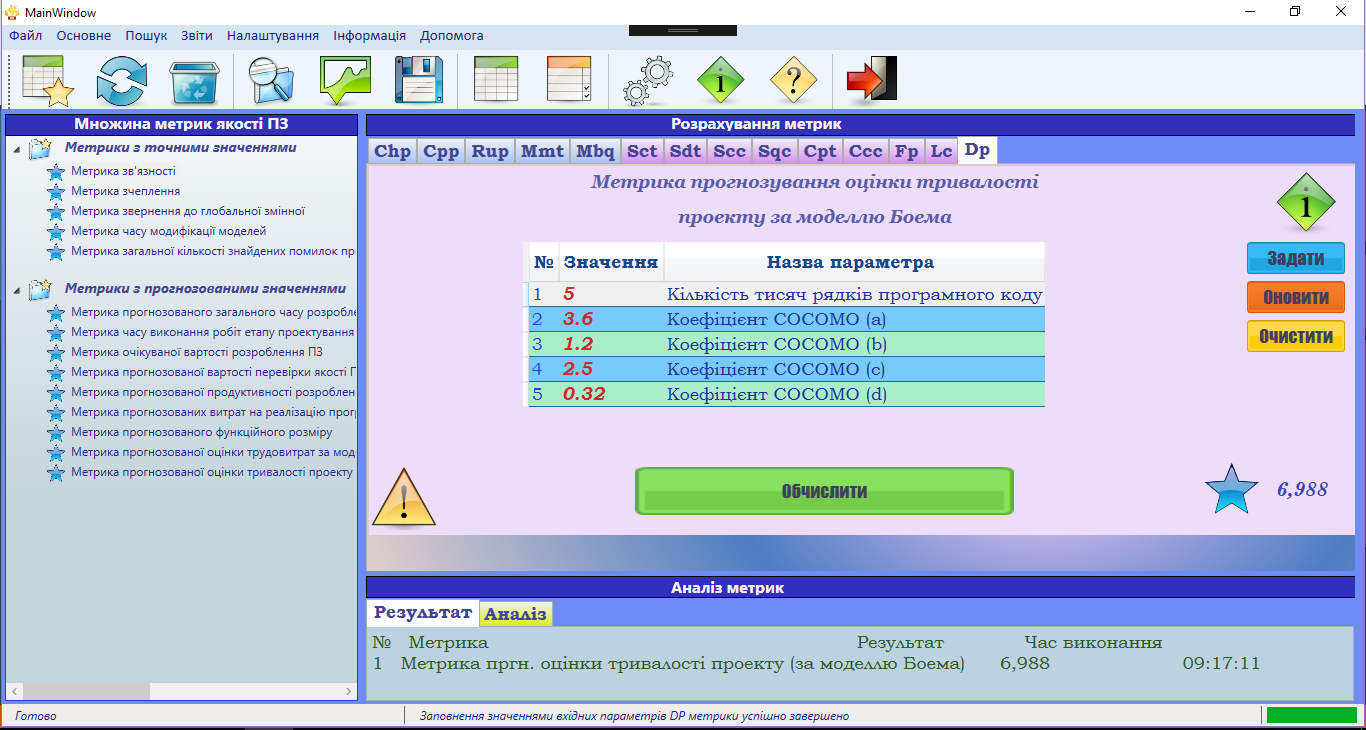 MainWindow
Файл Основне Пошук Звіти Налаштування Інформація Допомога
Множина метрик якості ПЗ
Метрики з точними значеннями
Метрика зв'язності
Метрика зчеплення
Метрика звернення до глобальної змінної
Метрика часу модифікації моделей
Метрика загальної кількості знайдених помилок пр
Метрики з прогнозованими значеннями
Метрика прогнозованого загального часу розробле
Метрика часу виконання робіт етапу проектування
Метрика очікуваної вартості розроблення ПЗ
Метрика прогнозованої вартості перевірки якості П
Метрика прогнозованої продуктивності розроблен
Метрика прогнозованих витрат на реалізацію прог
Метрика прогнозованого функційного розміру
Метрика прогнозованої оцінки трудовитрат за мод
Метрика прогнозованої оцінки тривалості проекту
Розрахування метрик
Chp Cpp Rup Mmt Mbq Sct Sdt Scc Sqc Cpt Ccc Fp Lc Dp
Метрика прогнозування оцінки тривалості
проекту за моделлю Боема
№ Значення Назва параметра
1 5 Кількість тисяч рядків програмного коду
2 3.6 Коефіцієнт COCOMO (a)
3 1.2 Коефіцієнт COCOMO (b)
4 2.5 Коефіцієнт COCOMO (c)
5 0.32 Коефіцієнт COCOMO (d)
Задати
Оновити
Очистити
Обчислити
6,988
Аналіз метрик
Результат Аналіз
№ Метрика Результат Час виконання
1 Метрика пргн. оцінки тривалості проекту (за моделлю Боема) 6,988 09:17:11
Готово Заповнення значеннями вхідних параметрів DP метрики успішно завершено